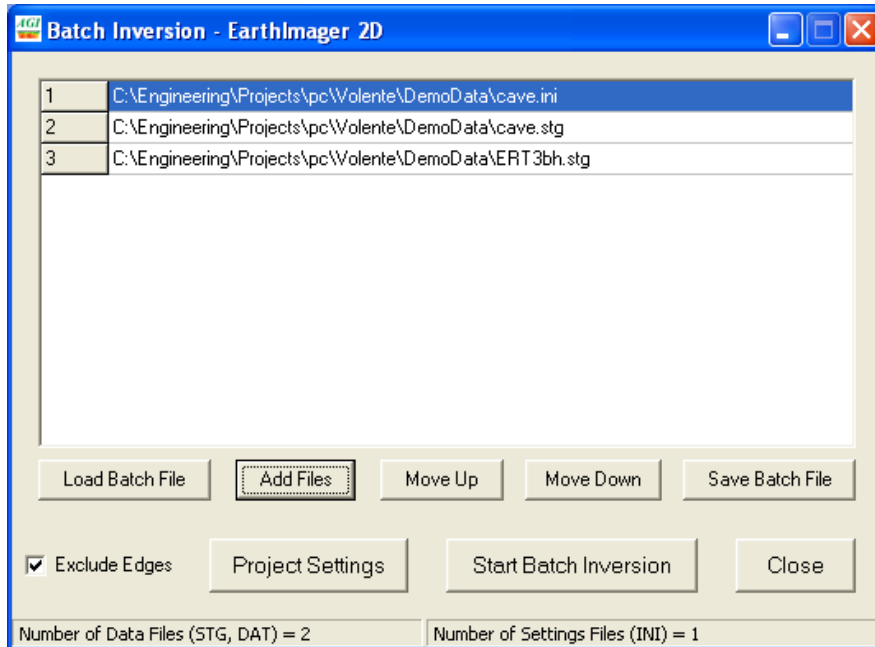 AGI Batch Inversion - EarthImager 2D
1 C:\Engineering\Projects\pc\Volente\DemoData\cave.ini
2 C:\Engineering\Projects\pc\Volente\DemoData\cave.stg
3 C:\Engineering\Projects\pc\Volente\DemoData\ERT3bh.stg
Load Batch File Add Files Move Up Move Down Save Batch File
Exclude Edges Project Settings Start Batch Inversion Close
Number of Data Files (STG, DAT) = 2 Number of Settings Files (INI) = 1